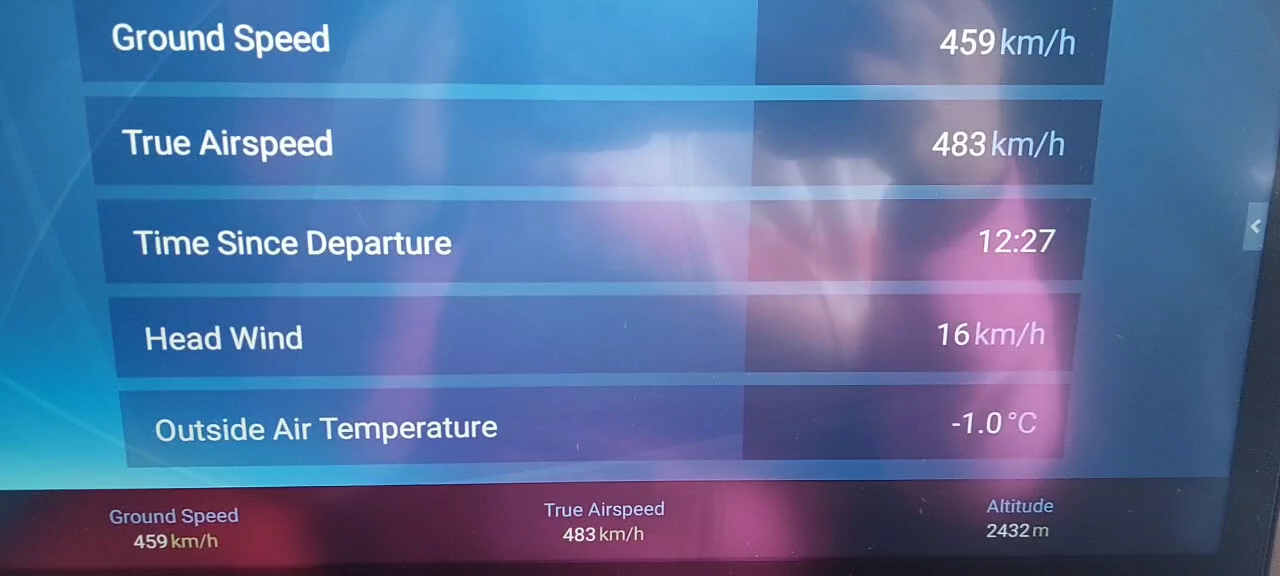 Ground Speed 459 km/h
True Airspeed 483 km/h
Time Since Departure 12:27
Head Wind 16 km/h
Outside Air Temperature -1.0 °C
Ground Speed True Airspeed Altitude
459 km/h 483 km/h 2432 m